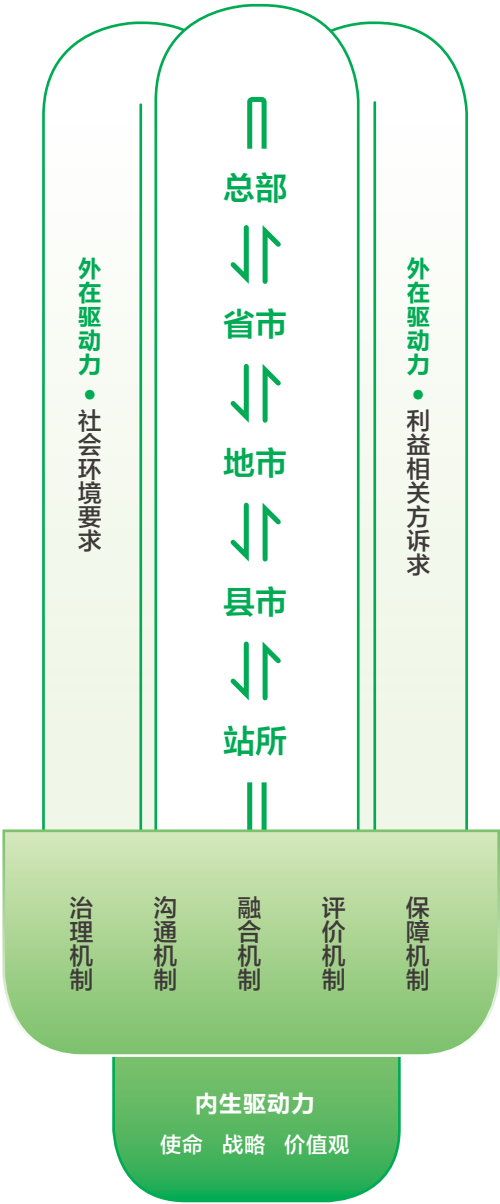 总部
省市
地市
县市
站所
外在驱动力·社会环境要求
外在驱动力·利益相关方诉求
治理机制
沟通机制
融合机制
评价机制
保障机制
内生驱动力
使命 战略 价值观